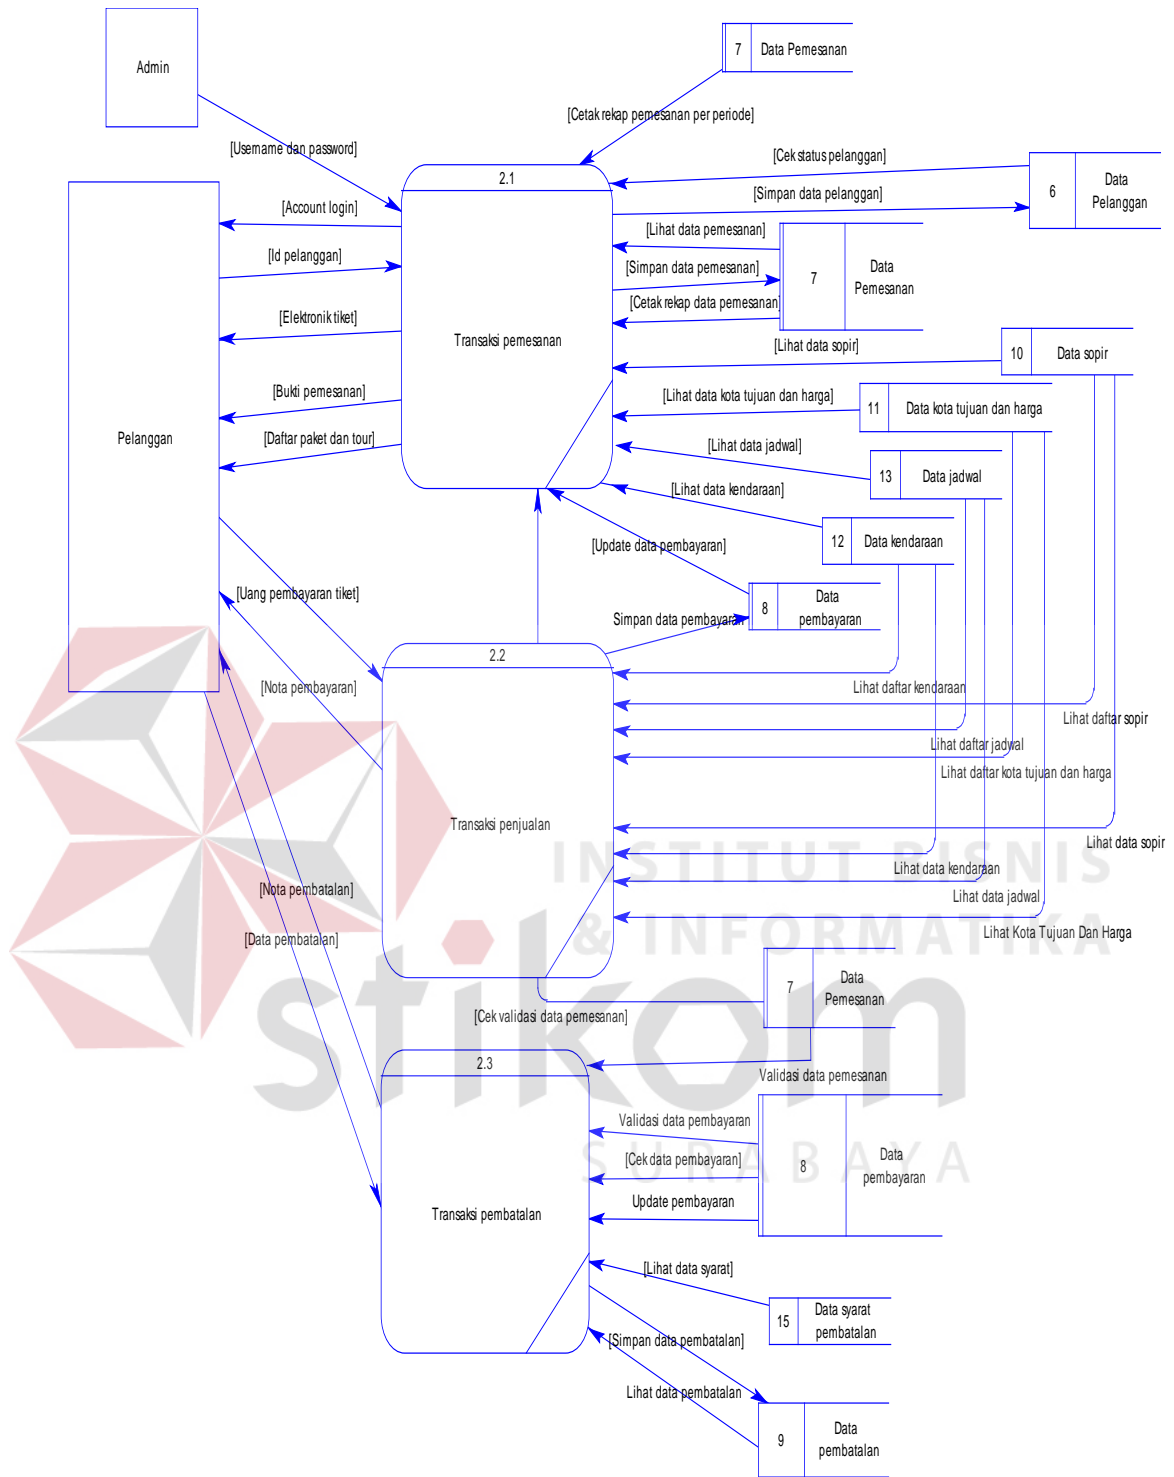 Admin
7 Data Pemesanan
[Cetak rekap pemesanan per periode]
[Username dan password]
[Cek status pelanggan]
2.1
6 Data
Pelanggan
[Simpan data pelanggan]
[Account login]
[Lihat data pemesanan]
[Id pelanggan]
[Simpan data pemesanan]
7 Data
Pemesanan
[Cetak rekap data pemesanan]
[Elektronik tiket]
Transaksi pemesanan
[Lihat data sopir]
10 Data sopir
[Bukti pemesanan]
[Lihat data kota tujuan dan harga]
11 Data kota tujuan dan harga
Pelanggan
[Daftar paket dan tour]
[Lihat data jadwal]
13 Data jadwal
[Lihat data kendaraan]
12 Data kendaraan
[Update data pembayaran]
[Uang pembayaran tiket]
8 Data
pembayaran
Simpan data pembayaran
2.2
[Nota pembayaran]
Lihat daftar kendaraan
Lihat daftar sopir
Lihat daftar jadwal
Lihat daftar kota tujuan dan harga
Transaksi penjualan
Lihat data sopir
INSTITUT BISNIS
Lihat data kendaraan
[Nota pembatalan]
Lihat data jadwal
& INFORMATIKA
Lihat Kota Tujuan Dan Harga
[Data pembatalan]
stikom
7 Data
Pemesanan
[Cek validasi data pemesanan]
2.3
Validasi data pemesanan
Validasi data pembayaran
SURABAYA
[Cek data pembayaran]
8 Data
pembayaran
Update pembayaran
Transaksi pembatalan
[Lihat data syarat]
15 Data syarat
pembatalan
[Simpan data pembatalan]
Lihat data pembatalan
9 Data
pembatalan